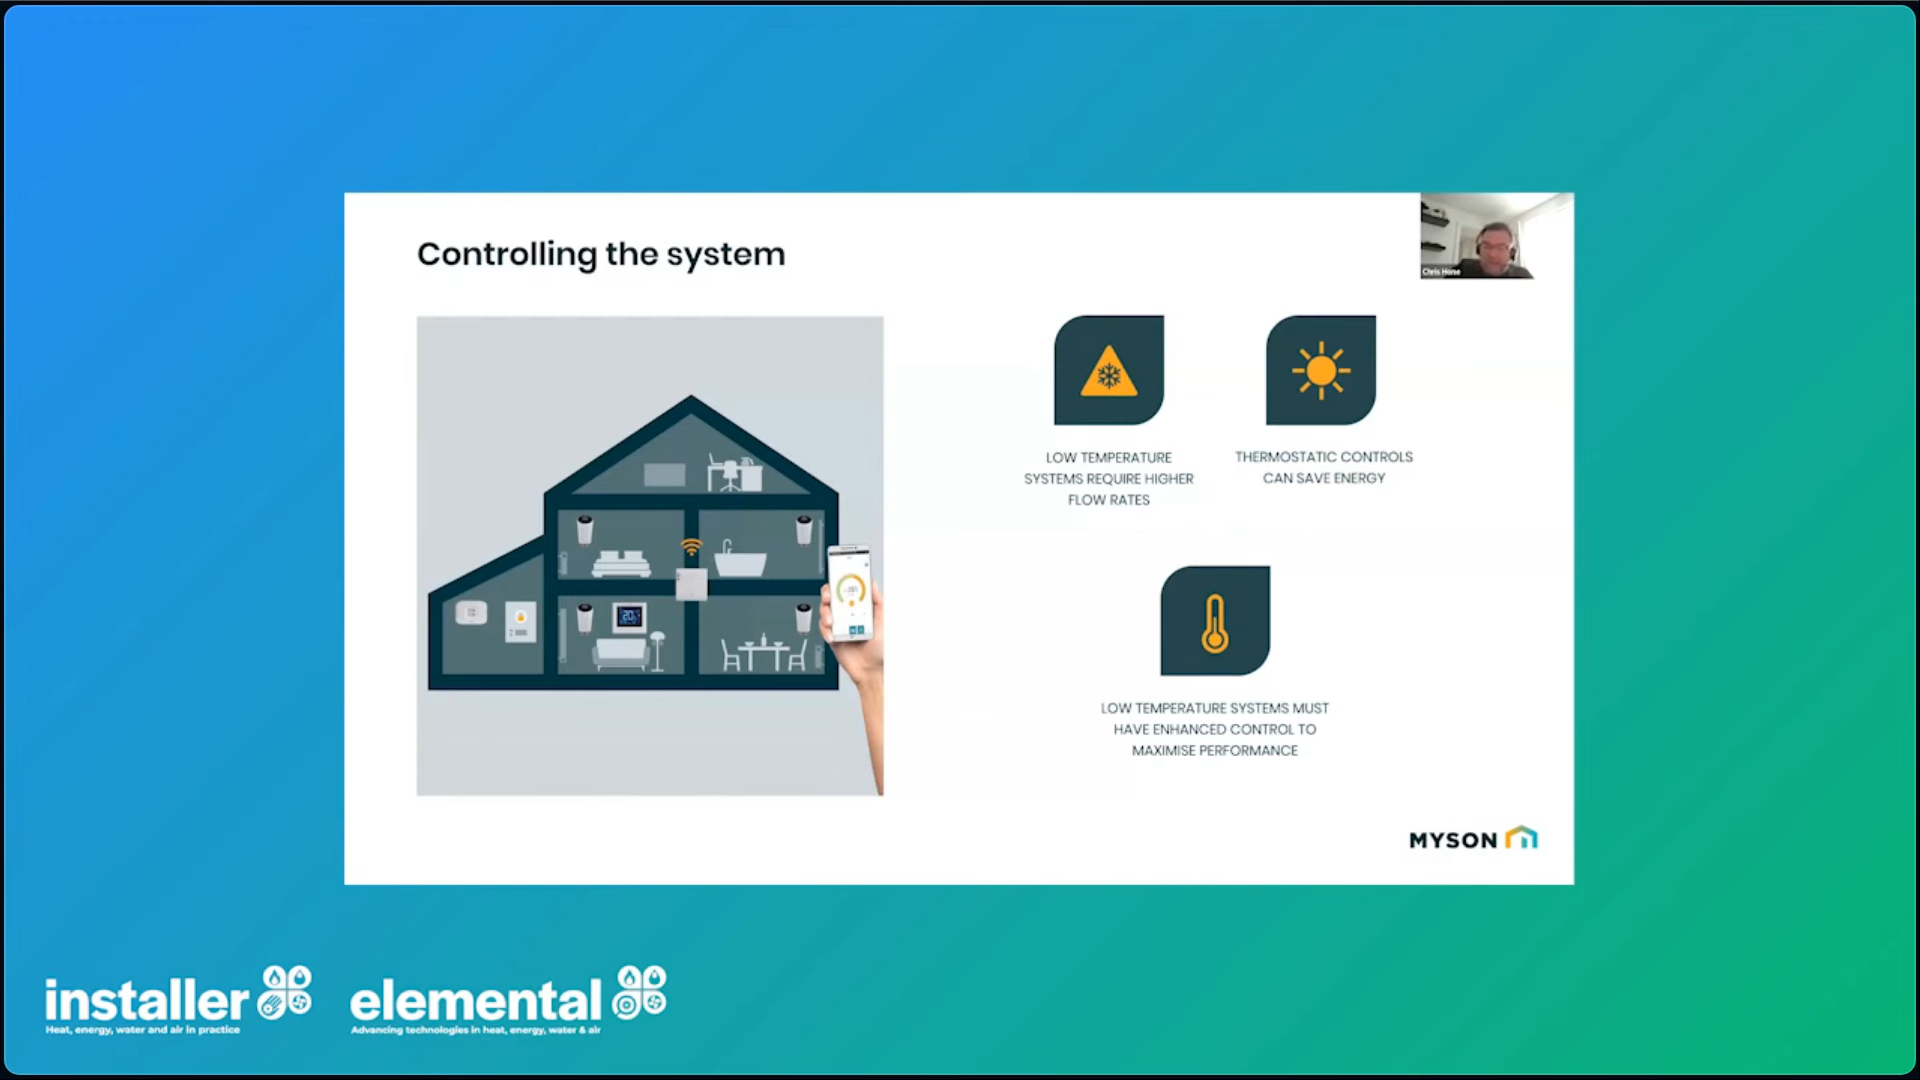 Controlling the system
Chris Hone
LOW TEMPERATURE
SYSTEMS REQUIRE HIGHER
FLOW RATES
THERMOSTATIC CONTROLS
CAN SAVE ENERGY
LOW TEMPERATURE SYSTEMS MUST
HAVE ENHANCED CONTROL TO
MAXIMISE PERFORMANCE
MYSON
installer
Heat, energy, water and air in practice
elemental
Advancing technologies in heat, energy, water & air